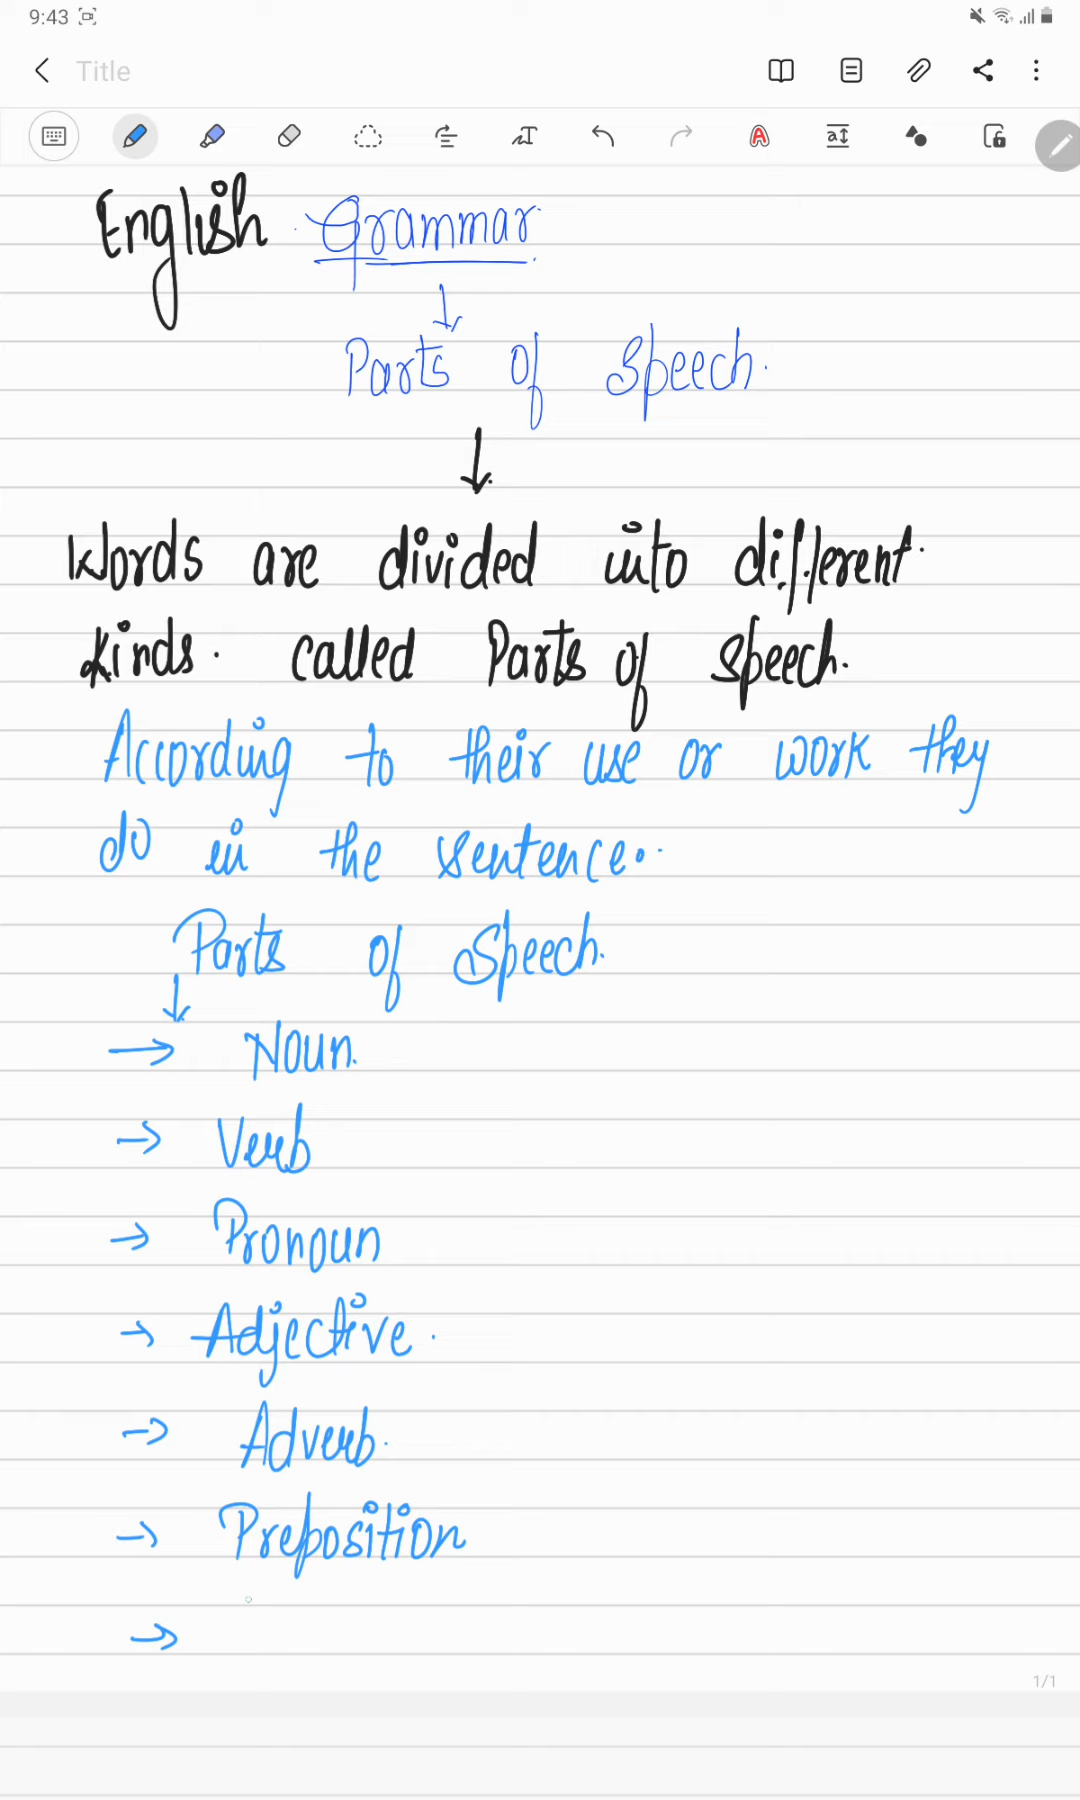 9:43
Title
English Grammar
↓
Parts of Speech.
↓
Words are divided into different
Kinds. called Parts of Speech.
According to their use or work they
do in the sentence.
Parts of Speech.
↓
→ Noun.
→ Verb
→ Pronoun
→ Adjective.
→ Adverb.
→ Preposition
→
1/1